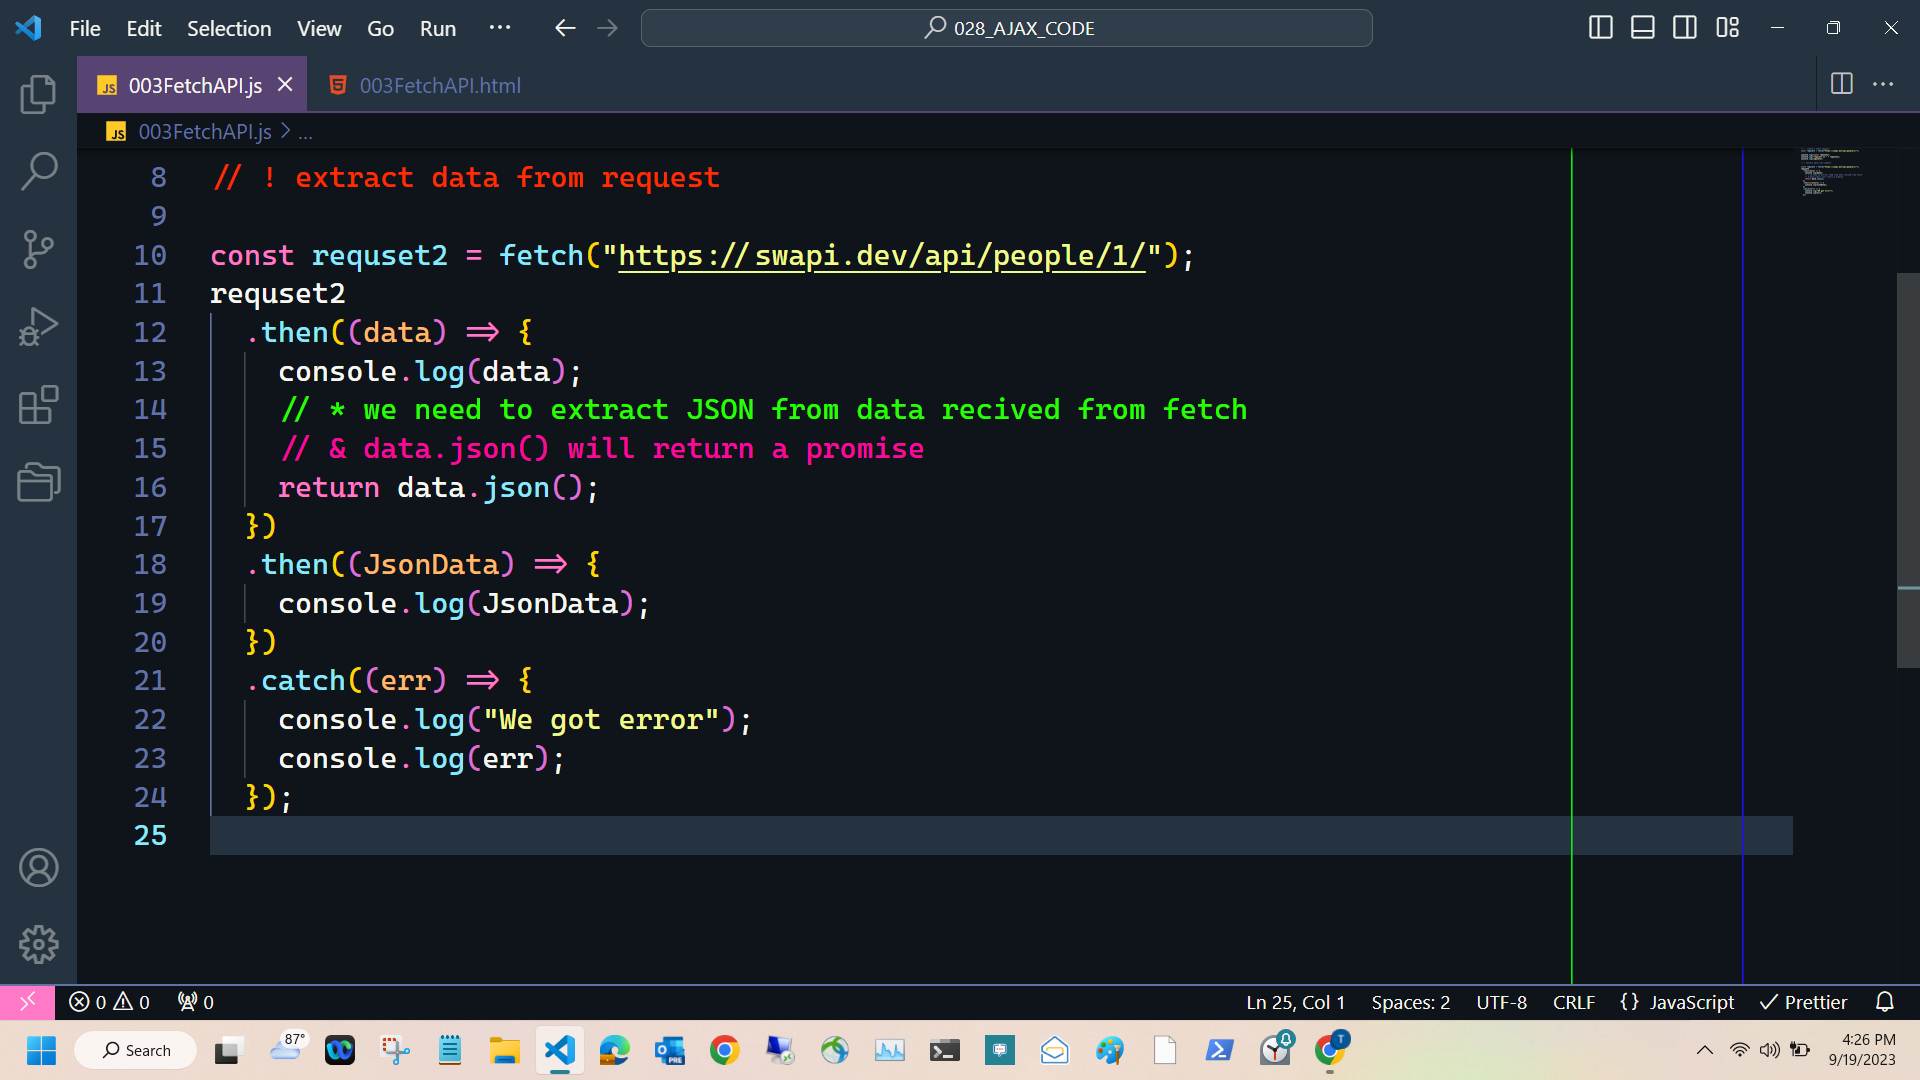 File Edit Selection View Go Run ··· 028_AJAX_CODE
JS 003FetchAPI.js 003FetchAPI.html
JS 003FetchAPI.js > ...
8 // ! extract data from request
9
10 const requset2 = fetch("https://swapi.dev/api/people/1/");
11 requset2
12 .then((data) => {
13 console.log(data);
14 // * we need to extract JSON from data recived from fetch
15 // & data.json() will return a promise
16 return data.json();
17 })
18 .then((JsonData) => {
19 console.log(JsonData);
20 })
21 .catch((err) => {
22 console.log("We got error");
23 console.log(err);
24 });
25
0 0 0 Ln 25, Col 1 Spaces: 2 UTF-8 CRLF {} JavaScript Prettier
Search 87° PRE T 4:26 PM
9/19/2023